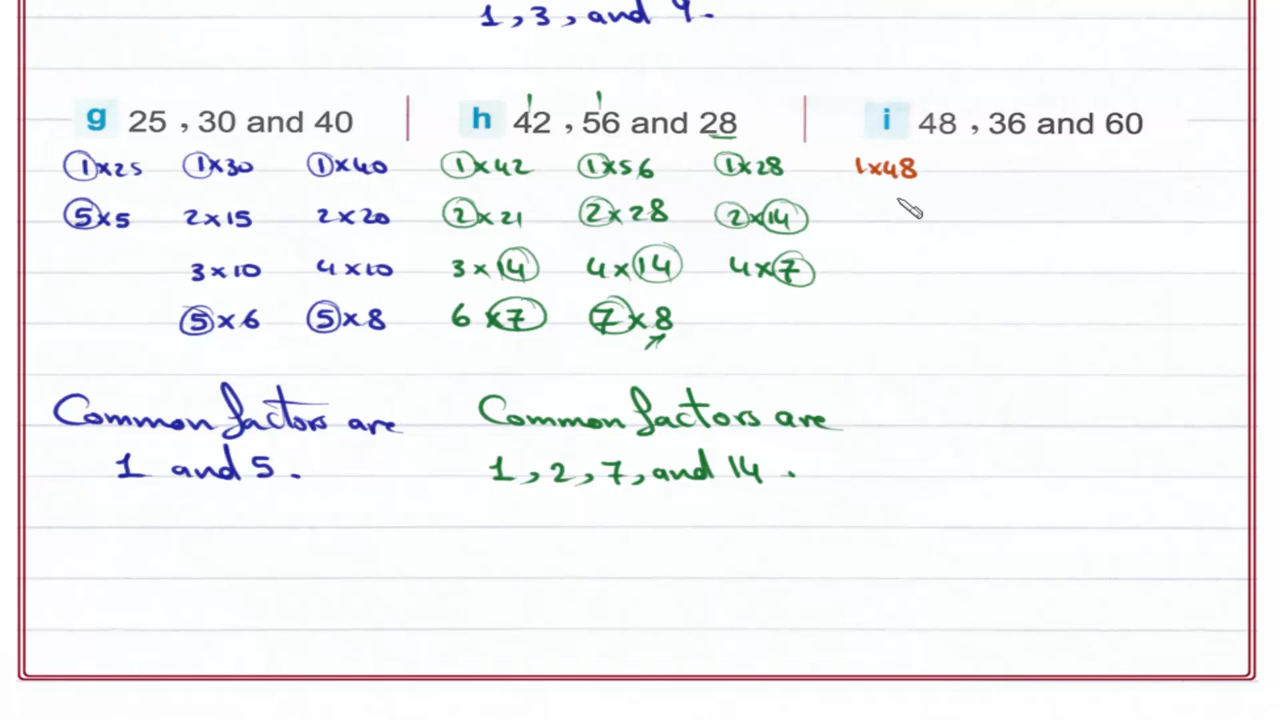 1, 3, and 4.
g 25 , 30 and 40
h 42 , 56 and 28
i 48 , 36 and 60
1×25 1×30 1×40 1×42 1×56 1×28 1×48
5×5 2×15 2×20 2×21 2×28 2×14
3×10 4×10 3×14 4×14 4×7
5×6 5×8 6×7 7×8
Common factors are
1 and 5.
Common factors are
1, 2, 7, and 14.